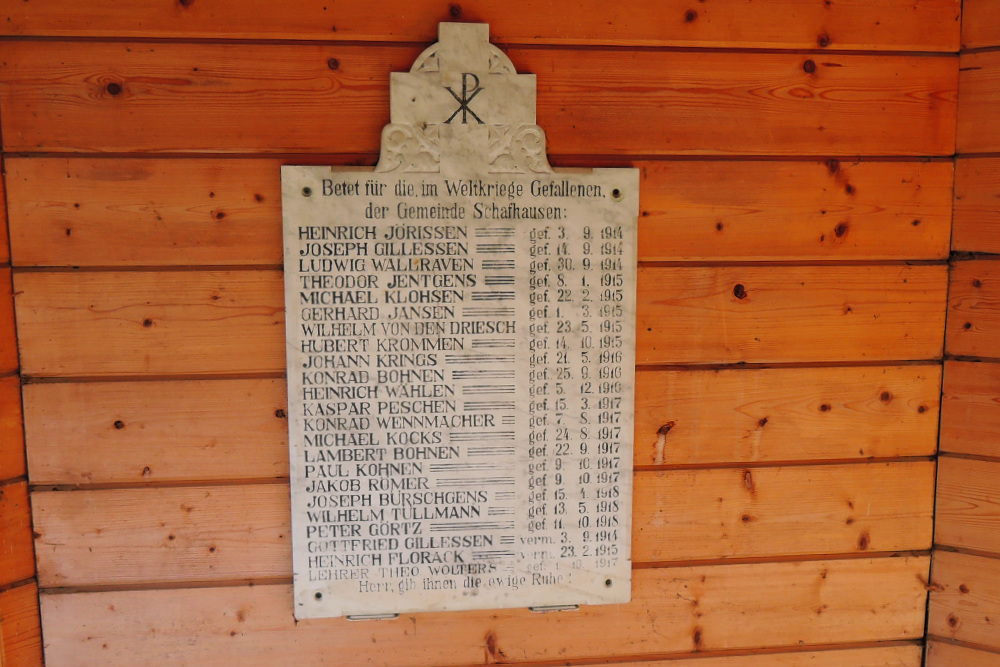 Betet für die, im Weltkriege Gefallenen,
der Gemeinde Schafhausen:
HEINRICH JÖRISSEN gef. 3. 9. 1914
JOSEPH GILLESSEN gef. 14. 9. 1914
LUDWIG WALLRAVEN gef. 30. 9. 1914
THEODOR JENTGENS gef. 8. 1. 1915
MICHAEL KLOHSEN gef. 22. 2. 1915
GERHARD JANSEN gef. 1. 3. 1915
WILHELM VON DEN DRIESCH gef. 23. 5. 1915
HUBERT KROMMEN gef. 14. 10. 1915
JOHANN KRINGS gef. 21. 5. 1916
KONRAD BOHNEN gef. 25. 9. 1916
HEINRICH WAHLEN gef. 5. 12. 1916
KASPAR PESCHEN gef. 15. 3. 1917
KONRAD WENNMACHER gef. 7. 8. 1917
MICHAEL KOCKS gef. 24. 8. 1917
LAMBERT BOHNEN gef. 22. 9. 1917
PAUL KOHNEN gef. 9. 10. 1917
JAKOB RÖMER gef. 9. 10. 1917
JOSEPH BURSCHGENS gef. 15. 4. 1918
WILHELM TULLMANN gef. 13. 5. 1918
PETER GÖRTZ gef. 11. 10. 1918
GOTTFRIED GILLESSEN verm. 3. 9. 1914
HEINRICH FLORACK verm. 23. 2. 1915
LEHRER THEO WOLTERS gef. 10. 1917
Herr, gib ihnen die ewige Ruhe!